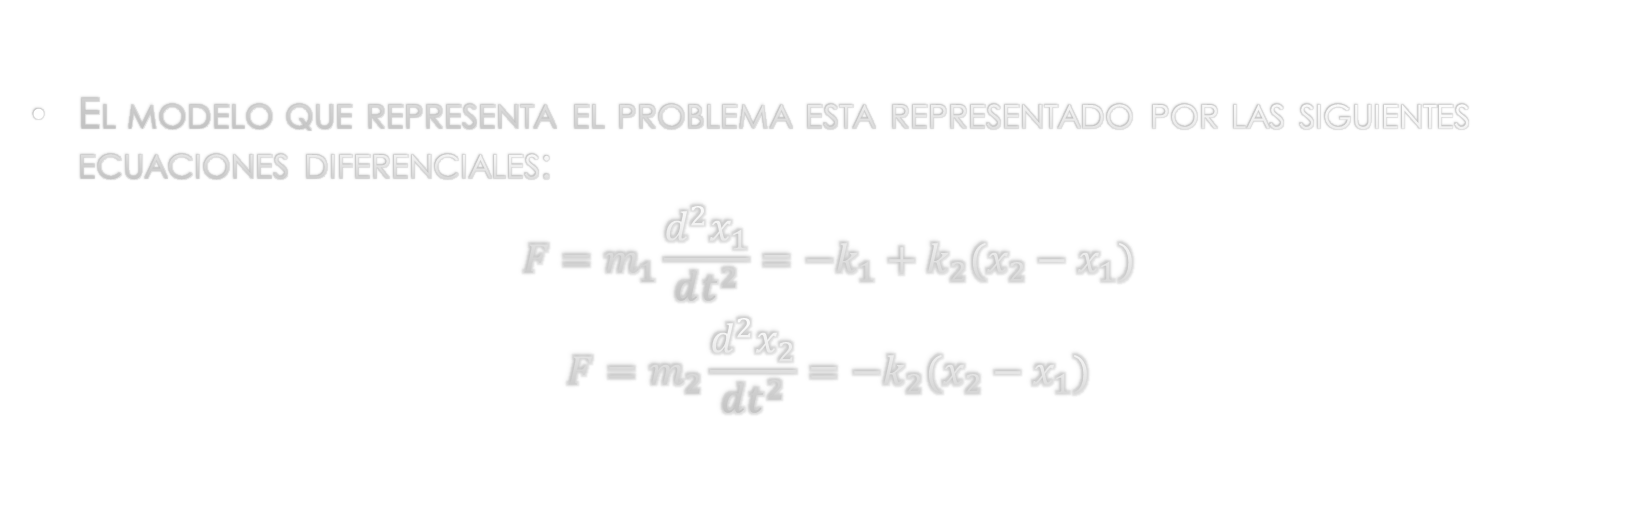 ◦ EL MODELO QUE REPRESENTA EL PROBLEMA ESTA REPRESENTADO POR LAS SIGUIENTES
ECUACIONES DIFERENCIALES:
F = m₁ d²x₁/dt² = −k₁ + k₂(x₂ − x₁)
F = m₂ d²x₂/dt² = −k₂(x₂ − x₁)